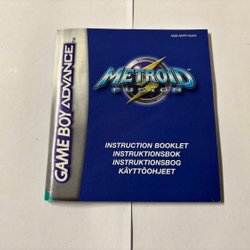 GAME BOY ADVANCE
METROID
FUSION
INSTRUCTION BOOKLET
INSTRUKTIONSBOK
INSTRUKTIONSBOG
KÄYTTÖOHJEET